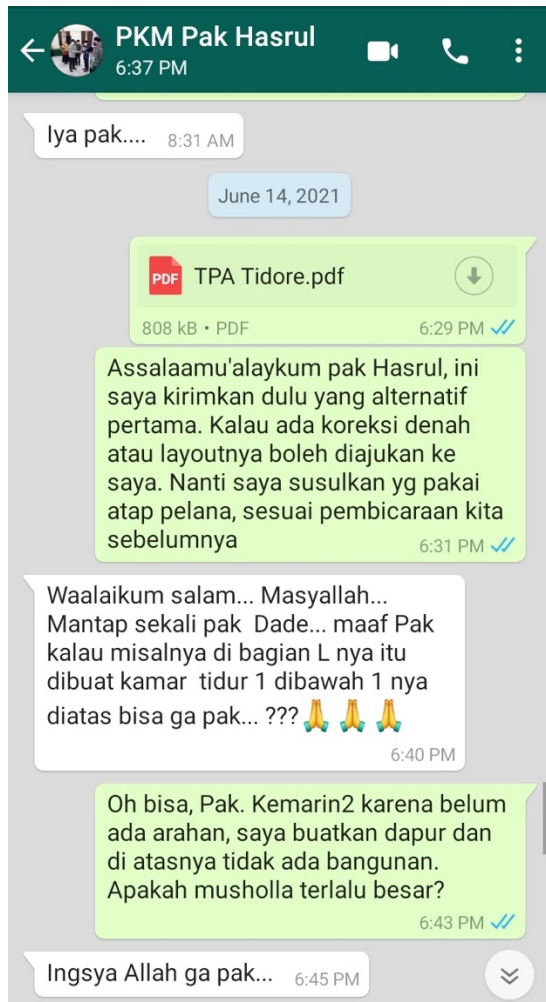 PKM Pak Hasrul
6:37 PM
Iya pak.... 8:31 AM
June 14, 2021
PDF TPA Tidore.pdf
808 kB • PDF 6:29 PM
Assalaamu'alaykum pak Hasrul, ini
saya kirimkan dulu yang alternatif
pertama. Kalau ada koreksi denah
atau layoutnya boleh diajukan ke
saya. Nanti saya susulkan yg pakai
atap pelana, sesuai pembicaraan kita
sebelumnya 6:31 PM
Waalaikum salam... Masyallah...
Mantap sekali pak Dade... maaf Pak
kalau misalnya di bagian L nya itu
dibuat kamar tidur 1 dibawah 1 nya
diatas bisa ga pak... ???🙏🙏🙏
6:40 PM
Oh bisa, Pak. Kemarin2 karena belum
ada arahan, saya buatkan dapur dan
di atasnya tidak ada bangunan.
Apakah musholla terlalu besar?
6:43 PM
Ingsya Allah ga pak... 6:45 PM